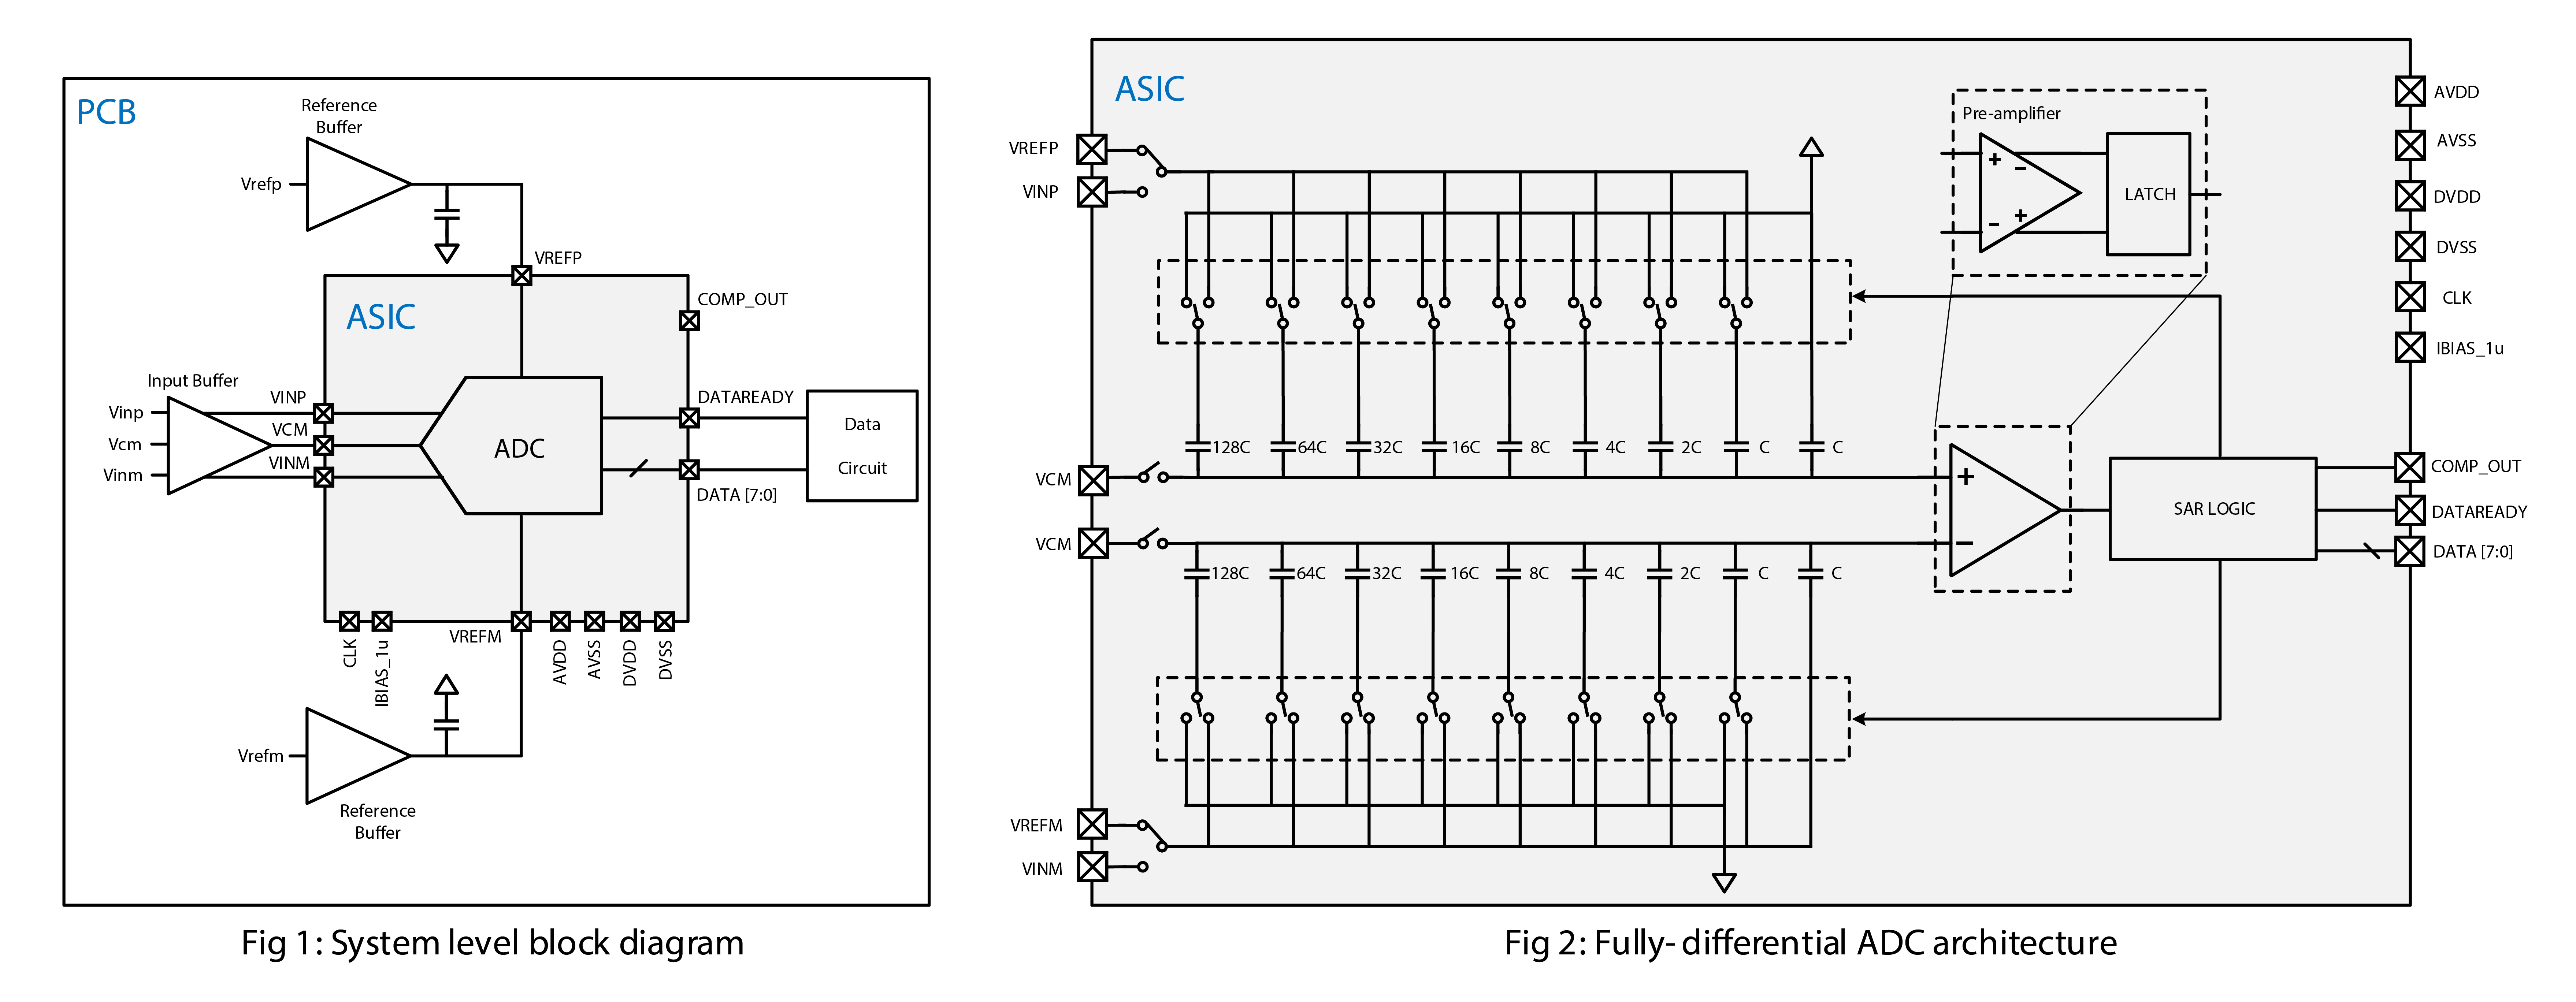 PCB
Reference
Buffer
Vrefp
VREFP
ASIC
COMP_OUT
Input Buffer
Vinp
Vcm
Vinm
VINP
VCM
VINM
ADC
DATAREADY
DATA [7:0]
Data
Circuit
CLK
IBIAS_1u
VREFM
AVDD
AVSS
DVDD
DVSS
Vrefm
Reference
Buffer
Fig 1: System level block diagram
ASIC
VREFP
VINP
Pre-amplifier
+
−
−
+
LATCH
AVDD
AVSS
DVDD
DVSS
CLK
IBIAS_1u
128C 64C 32C 16C 8C 4C 2C C C
VCM
VCM
+
−
SAR LOGIC
COMP_OUT
DATAREADY
DATA [7:0]
128C 64C 32C 16C 8C 4C 2C C C
VREFM
VINM
Fig 2: Fully- differential ADC architecture